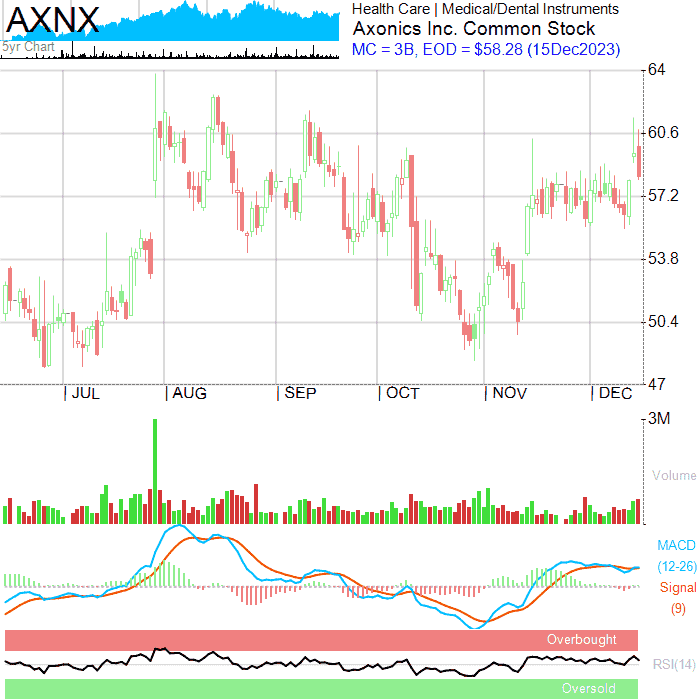 AXNX
5yr Chart
Health Care | Medical/Dental Instruments
Axonics Inc. Common Stock
MC = 3B, EOD = $58.28 (15Dec2023)
64
60.6
57.2
53.8
50.4
47
| JUL | AUG | SEP | OCT | NOV | DEC
3M
Volume
MACD
(12-26)
Signal
(9)
Overbought
RSI(14)
Oversold